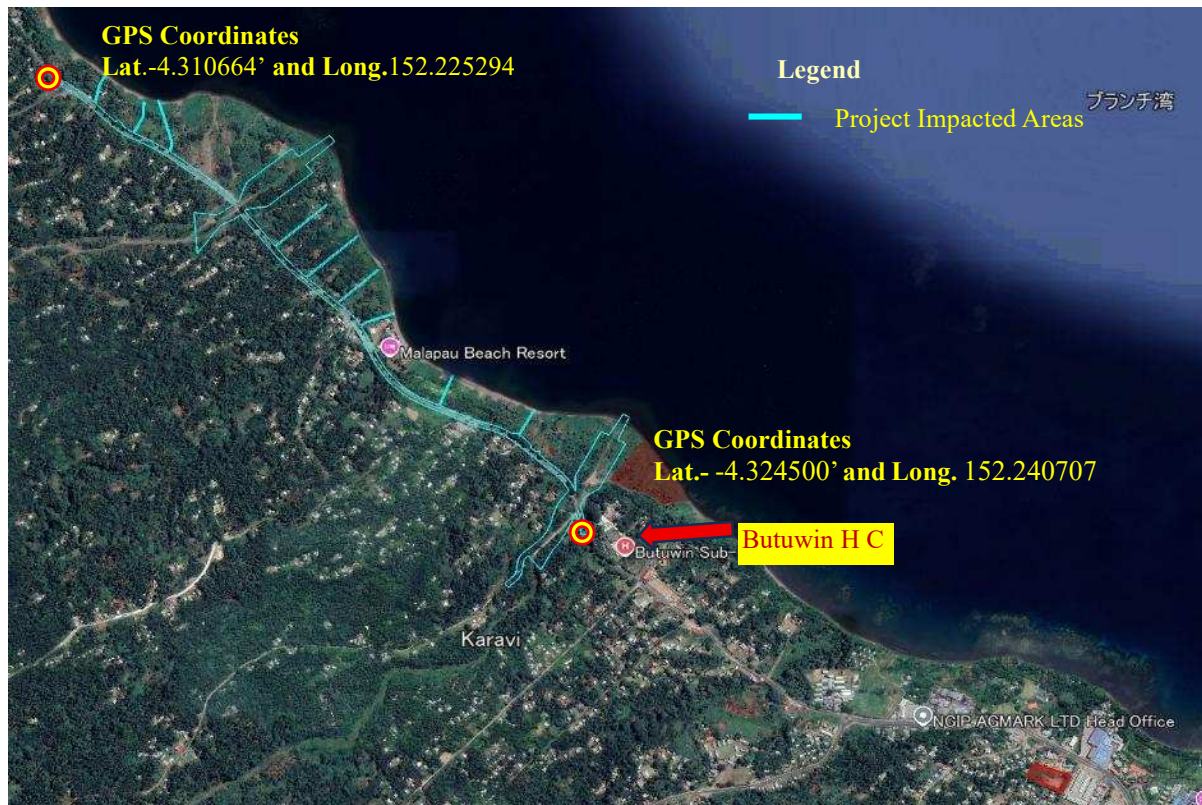 GPS Coordinates
Lat.-4.310664’ and Long.152.225294
Legend
ブランチ湾
Project Impacted Areas
Malapau Beach Resort
GPS Coordinates
Lat.- -4.324500’ and Long. 152.240707
Butuwin H C
H
Butuwin Sub-
Karavi
NGIP AGMARK LTD Head Office